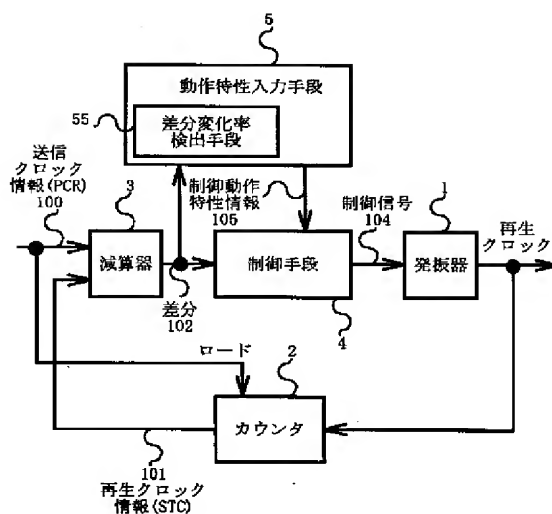 5
動作特性入力手段
55
差分変化率
検出手段
送信
クロック
情報(PCR)
100
3
減算器
差分
102
制御動作
特性情報
105
制御手段
4
制御信号
104
1
発振器
再生
クロック
ロード
2
カウンタ
101
再生クロック
情報(STC)